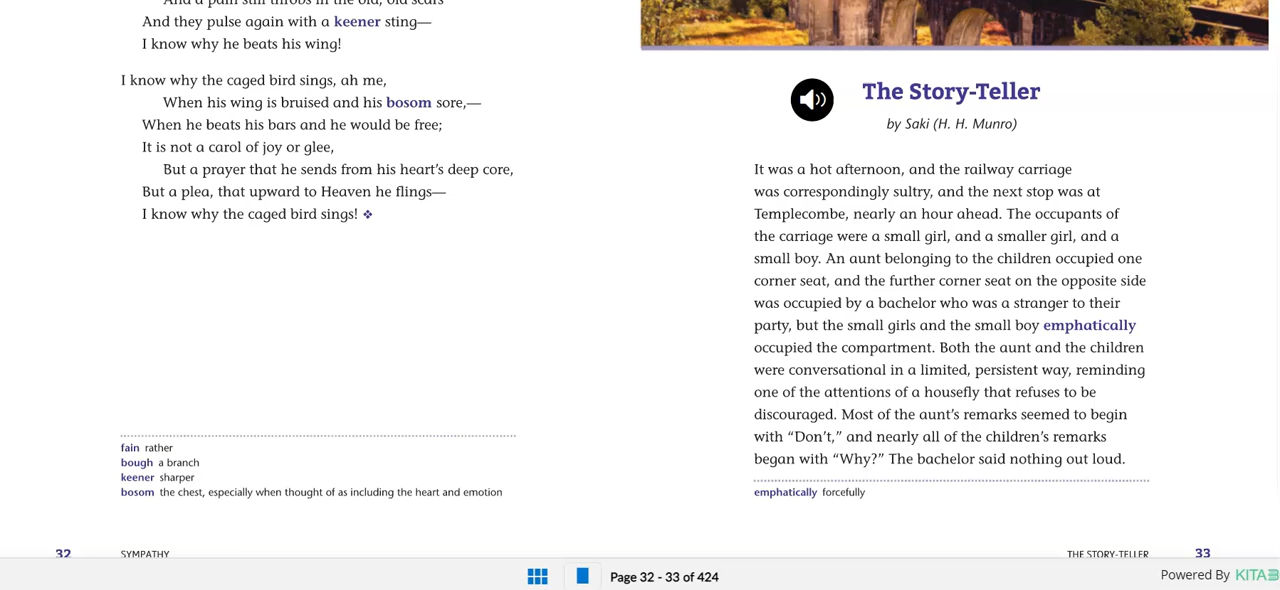 And a pain still throbs in the old, old scars
And they pulse again with a keener sting—
I know why he beats his wing!
I know why the caged bird sings, ah me,
When his wing is bruised and his bosom sore,—
When he beats his bars and he would be free;
It is not a carol of joy or glee,
But a prayer that he sends from his heart’s deep core,
But a plea, that upward to Heaven he flings—
I know why the caged bird sings! ❖
fain rather
bough a branch
keener sharper
bosom the chest, especially when thought of as including the heart and emotion
32 SYMPATHY
The Story-Teller
by Saki (H. H. Munro)
It was a hot afternoon, and the railway carriage
was correspondingly sultry, and the next stop was at
Templecombe, nearly an hour ahead. The occupants of
the carriage were a small girl, and a smaller girl, and a
small boy. An aunt belonging to the children occupied one
corner seat, and the further corner seat on the opposite side
was occupied by a bachelor who was a stranger to their
party, but the small girls and the small boy emphatically
occupied the compartment. Both the aunt and the children
were conversational in a limited, persistent way, reminding
one of the attentions of a housefly that refuses to be
discouraged. Most of the aunt’s remarks seemed to begin
with “Don’t,” and nearly all of the children’s remarks
began with “Why?” The bachelor said nothing out loud.
emphatically forcefully
THE STORY-TELLER 33
Page 32 - 33 of 424
Powered By KITAB